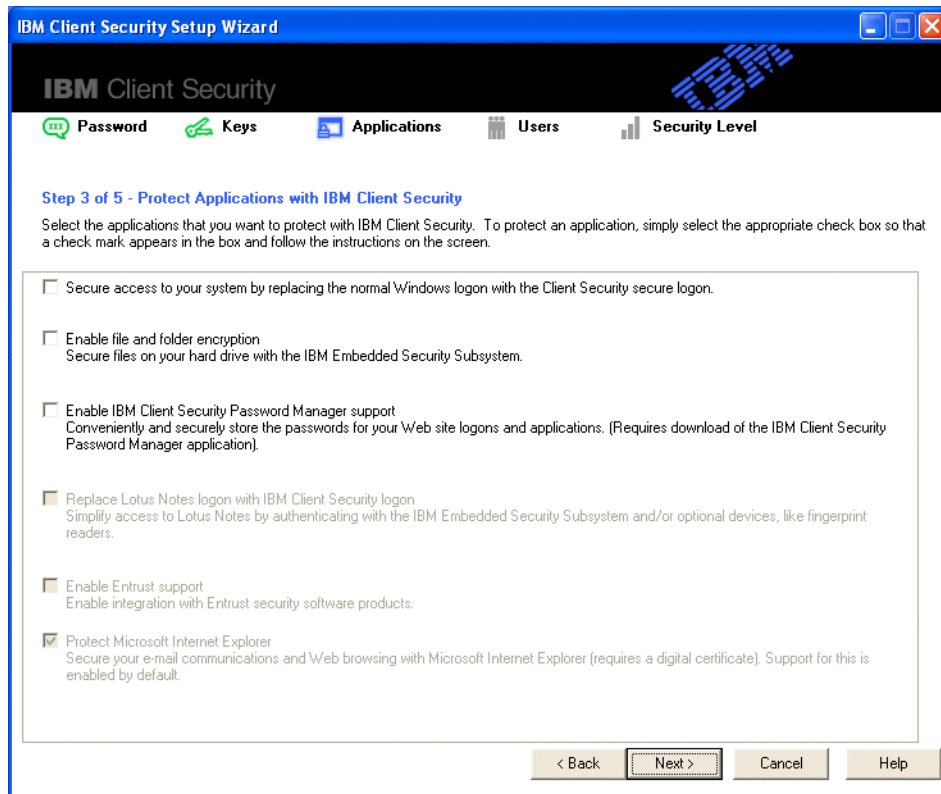 IBM Client Security Setup Wizard
IBM Client Security
IBM
xxx Password Keys Applications Users Security Level
Step 3 of 5 - Protect Applications with IBM Client Security
Select the applications that you want to protect with IBM Client Security. To protect an application, simply select the appropriate check box so that
a check mark appears in the box and follow the instructions on the screen.
Secure access to your system by replacing the normal Windows logon with the Client Security secure logon.
Enable file and folder encryption
Secure files on your hard drive with the IBM Embedded Security Subsystem.
Enable IBM Client Security Password Manager support
Conveniently and securely store the passwords for your Web site logons and applications. (Requires download of the IBM Client Security
Password Manager application).
Replace Lotus Notes logon with IBM Client Security logon
Simplify access to Lotus Notes by authenticating with the IBM Embedded Security Subsystem and/or optional devices, like fingerprint
readers.
Enable Entrust support
Enable integration with Entrust security software products.
Protect Microsoft Internet Explorer
Secure your e-mail communications and Web browsing with Microsoft Internet Explorer (requires a digital certificate). Support for this is
enabled by default.
< Back Next > Cancel Help